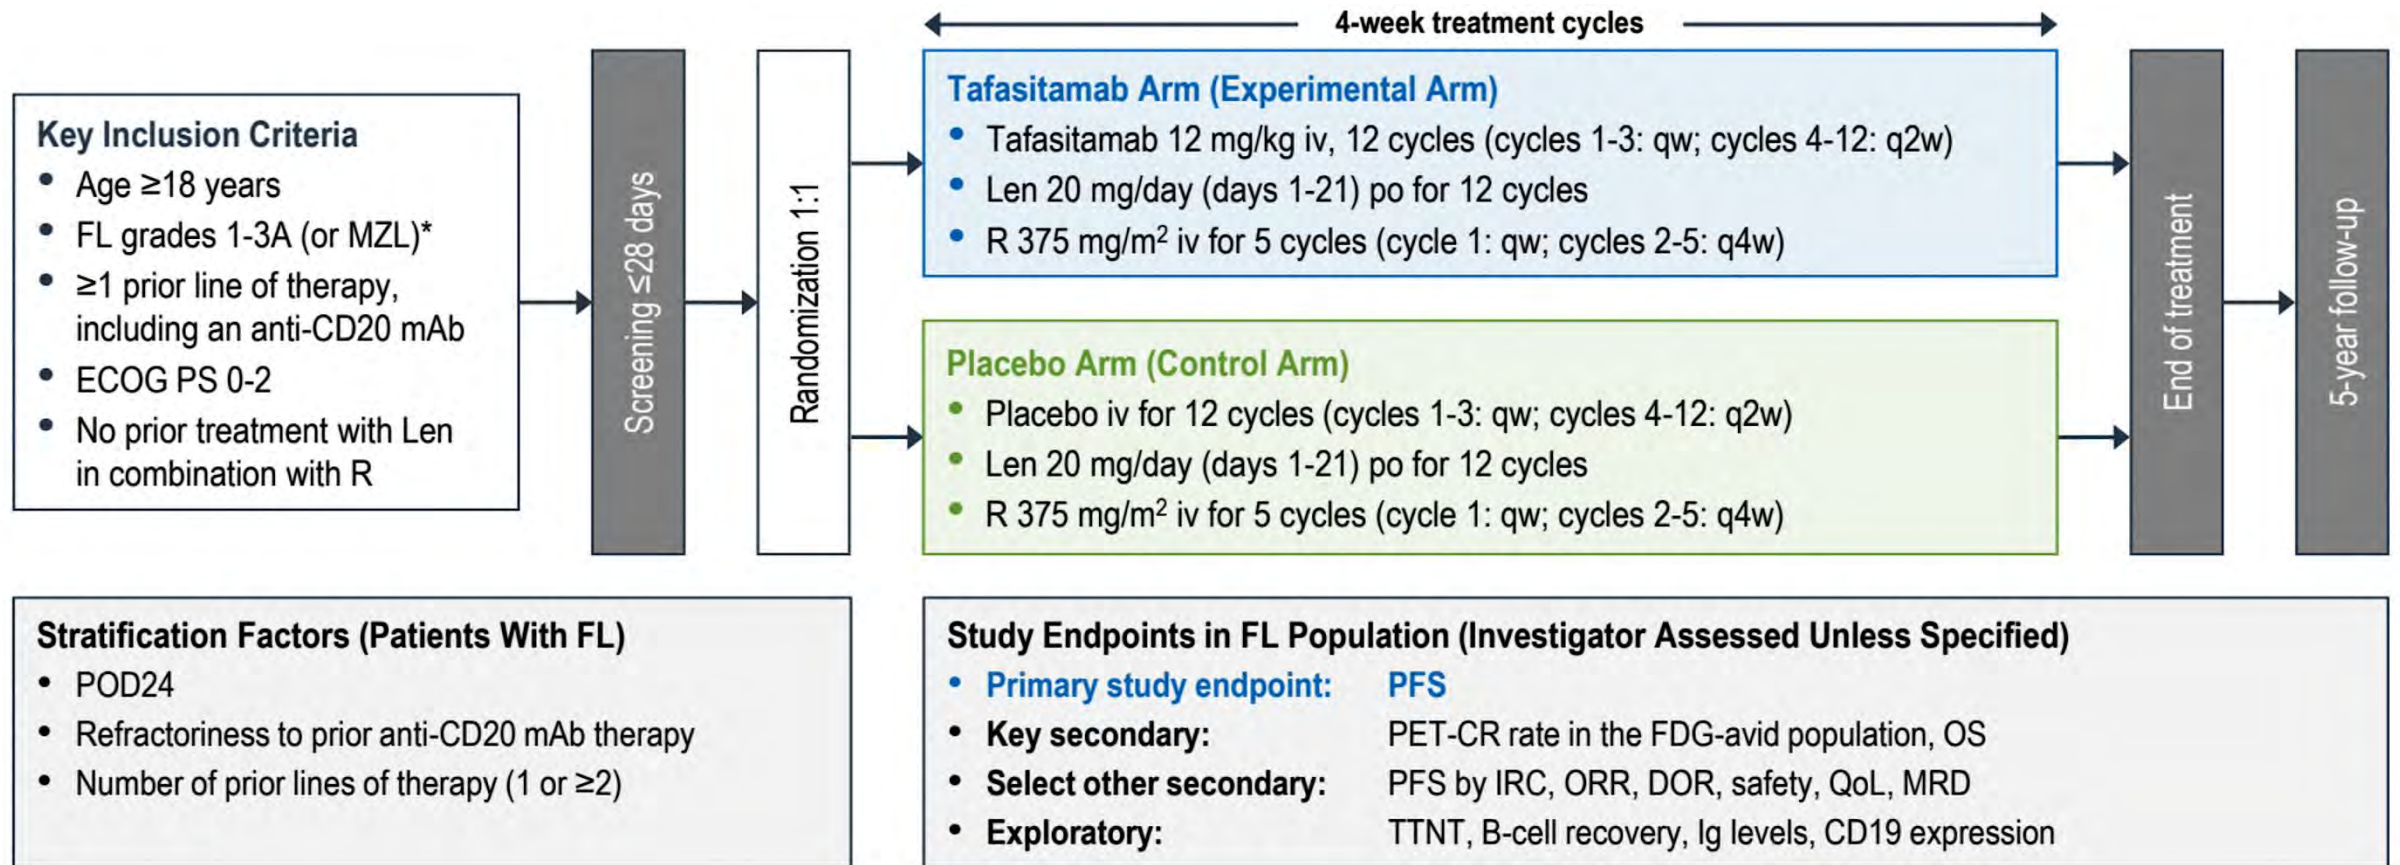 4-week treatment cycles
Key Inclusion Criteria
• Age ≥18 years
• FL grades 1-3A (or MZL)*
• ≥1 prior line of therapy,
including an anti-CD20 mAb
• ECOG PS 0-2
• No prior treatment with Len
in combination with R
Screening ≤28 days
Randomization 1:1
Tafasitamab Arm (Experimental Arm)
• Tafasitamab 12 mg/kg iv, 12 cycles (cycles 1-3: qw; cycles 4-12: q2w)
• Len 20 mg/day (days 1-21) po for 12 cycles
• R 375 mg/m² iv for 5 cycles (cycle 1: qw; cycles 2-5: q4w)
Placebo Arm (Control Arm)
• Placebo iv for 12 cycles (cycles 1-3: qw; cycles 4-12: q2w)
• Len 20 mg/day (days 1-21) po for 12 cycles
• R 375 mg/m² iv for 5 cycles (cycle 1: qw; cycles 2-5: q4w)
End of treatment
5-year follow-up
Stratification Factors (Patients With FL)
• POD24
• Refractoriness to prior anti-CD20 mAb therapy
• Number of prior lines of therapy (1 or ≥2)
Study Endpoints in FL Population (Investigator Assessed Unless Specified)
• Primary study endpoint: PFS
• Key secondary: PET-CR rate in the FDG-avid population, OS
• Select other secondary: PFS by IRC, ORR, DOR, safety, QoL, MRD
• Exploratory: TTNT, B-cell recovery, Ig levels, CD19 expression